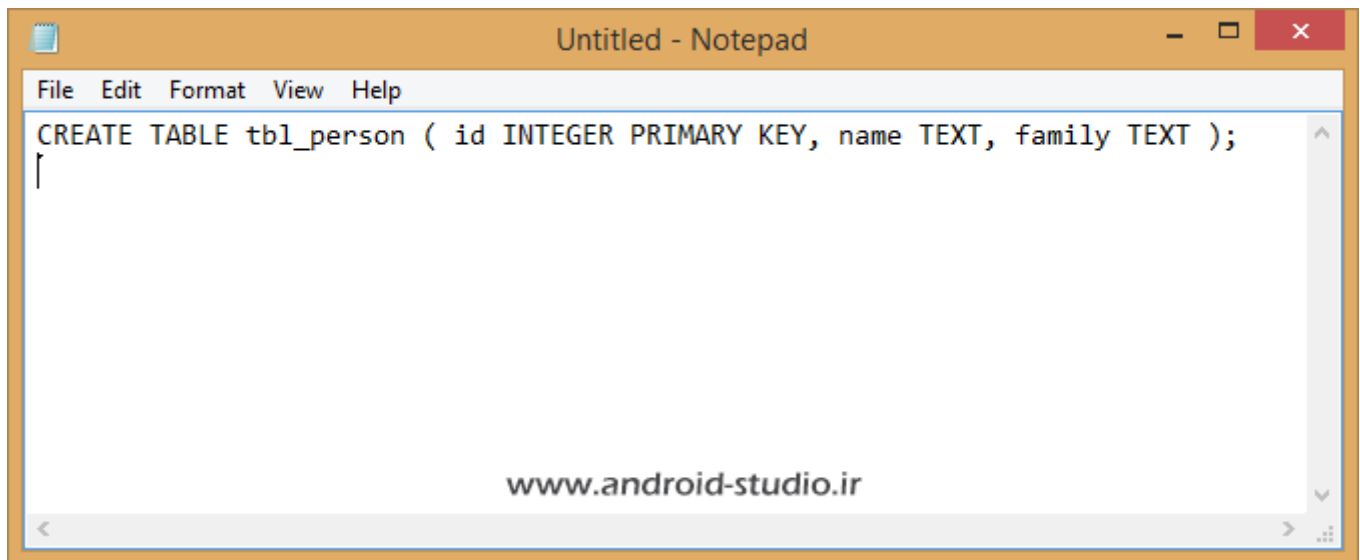 Untitled - Notepad
File Edit Format View Help
CREATE TABLE tbl_person ( id INTEGER PRIMARY KEY, name TEXT, family TEXT );
www.android-studio.ir